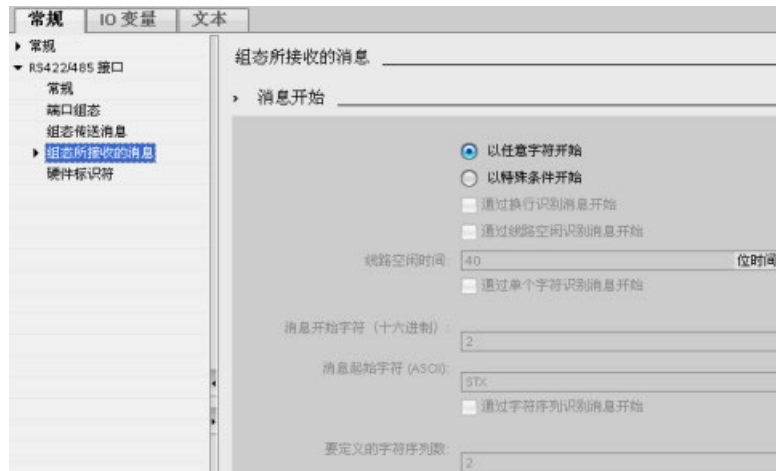 常规 IO 变量 文本
常规
RS422/485 接口
常规
端口组态
组态传送消息
组态所接收的消息
硬件标识符
组态所接收的消息
消息开始
以任意字符开始
以特殊条件开始
通过换行识别消息开始
通过线路空闲识别消息开始
线路空闲时间: 40 位时间
通过单个字符识别消息开始
消息开始字符（十六进制）: 2
消息起始字符 (ASCII): STX
通过字符序列识别消息开始
要定义的字符序列数: 2